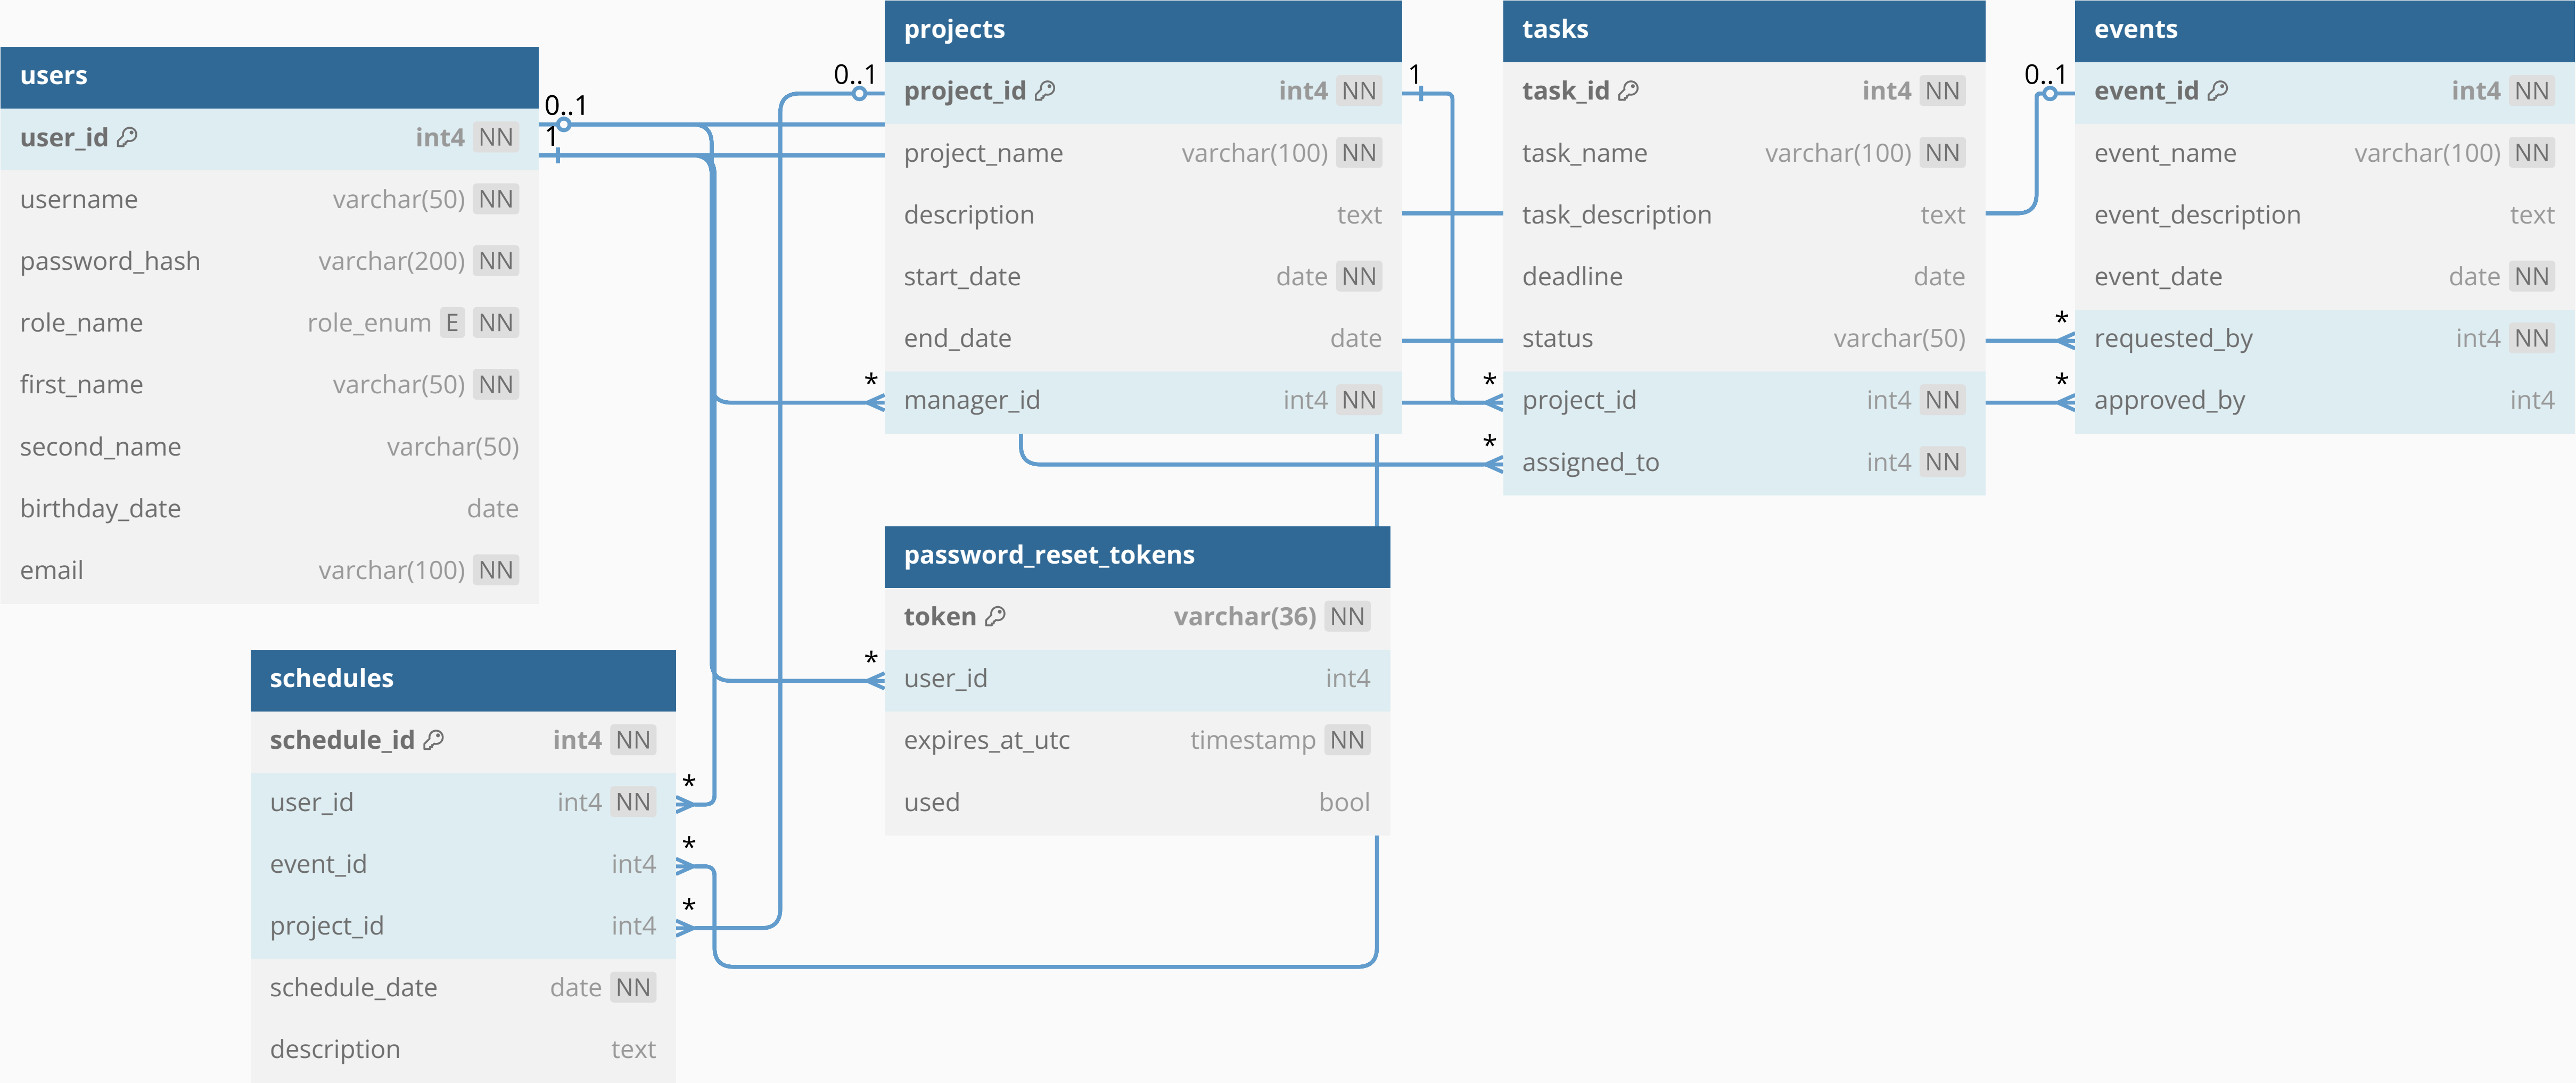 users
user_id int4 NN
username varchar(50) NN
password_hash varchar(200) NN
role_name role_enum E NN
first_name varchar(50) NN
second_name varchar(50)
birthday_date date
email varchar(100) NN
0..1
1
projects
0..1
project_id int4 NN
1
project_name varchar(100) NN
description text
start_date date NN
end_date date
*
manager_id int4 NN
tasks
task_id int4 NN
task_name varchar(100) NN
task_description text
deadline date
status varchar(50)
*
project_id int4 NN
*
assigned_to int4 NN
events
0..1
event_id int4 NN
event_name varchar(100) NN
event_description text
event_date date NN
*
requested_by int4 NN
*
approved_by int4
password_reset_tokens
token varchar(36) NN
*
user_id int4
expires_at_utc timestamp NN
used bool
schedules
schedule_id int4 NN
*
user_id int4 NN
*
event_id int4
*
project_id int4
schedule_date date NN
description text